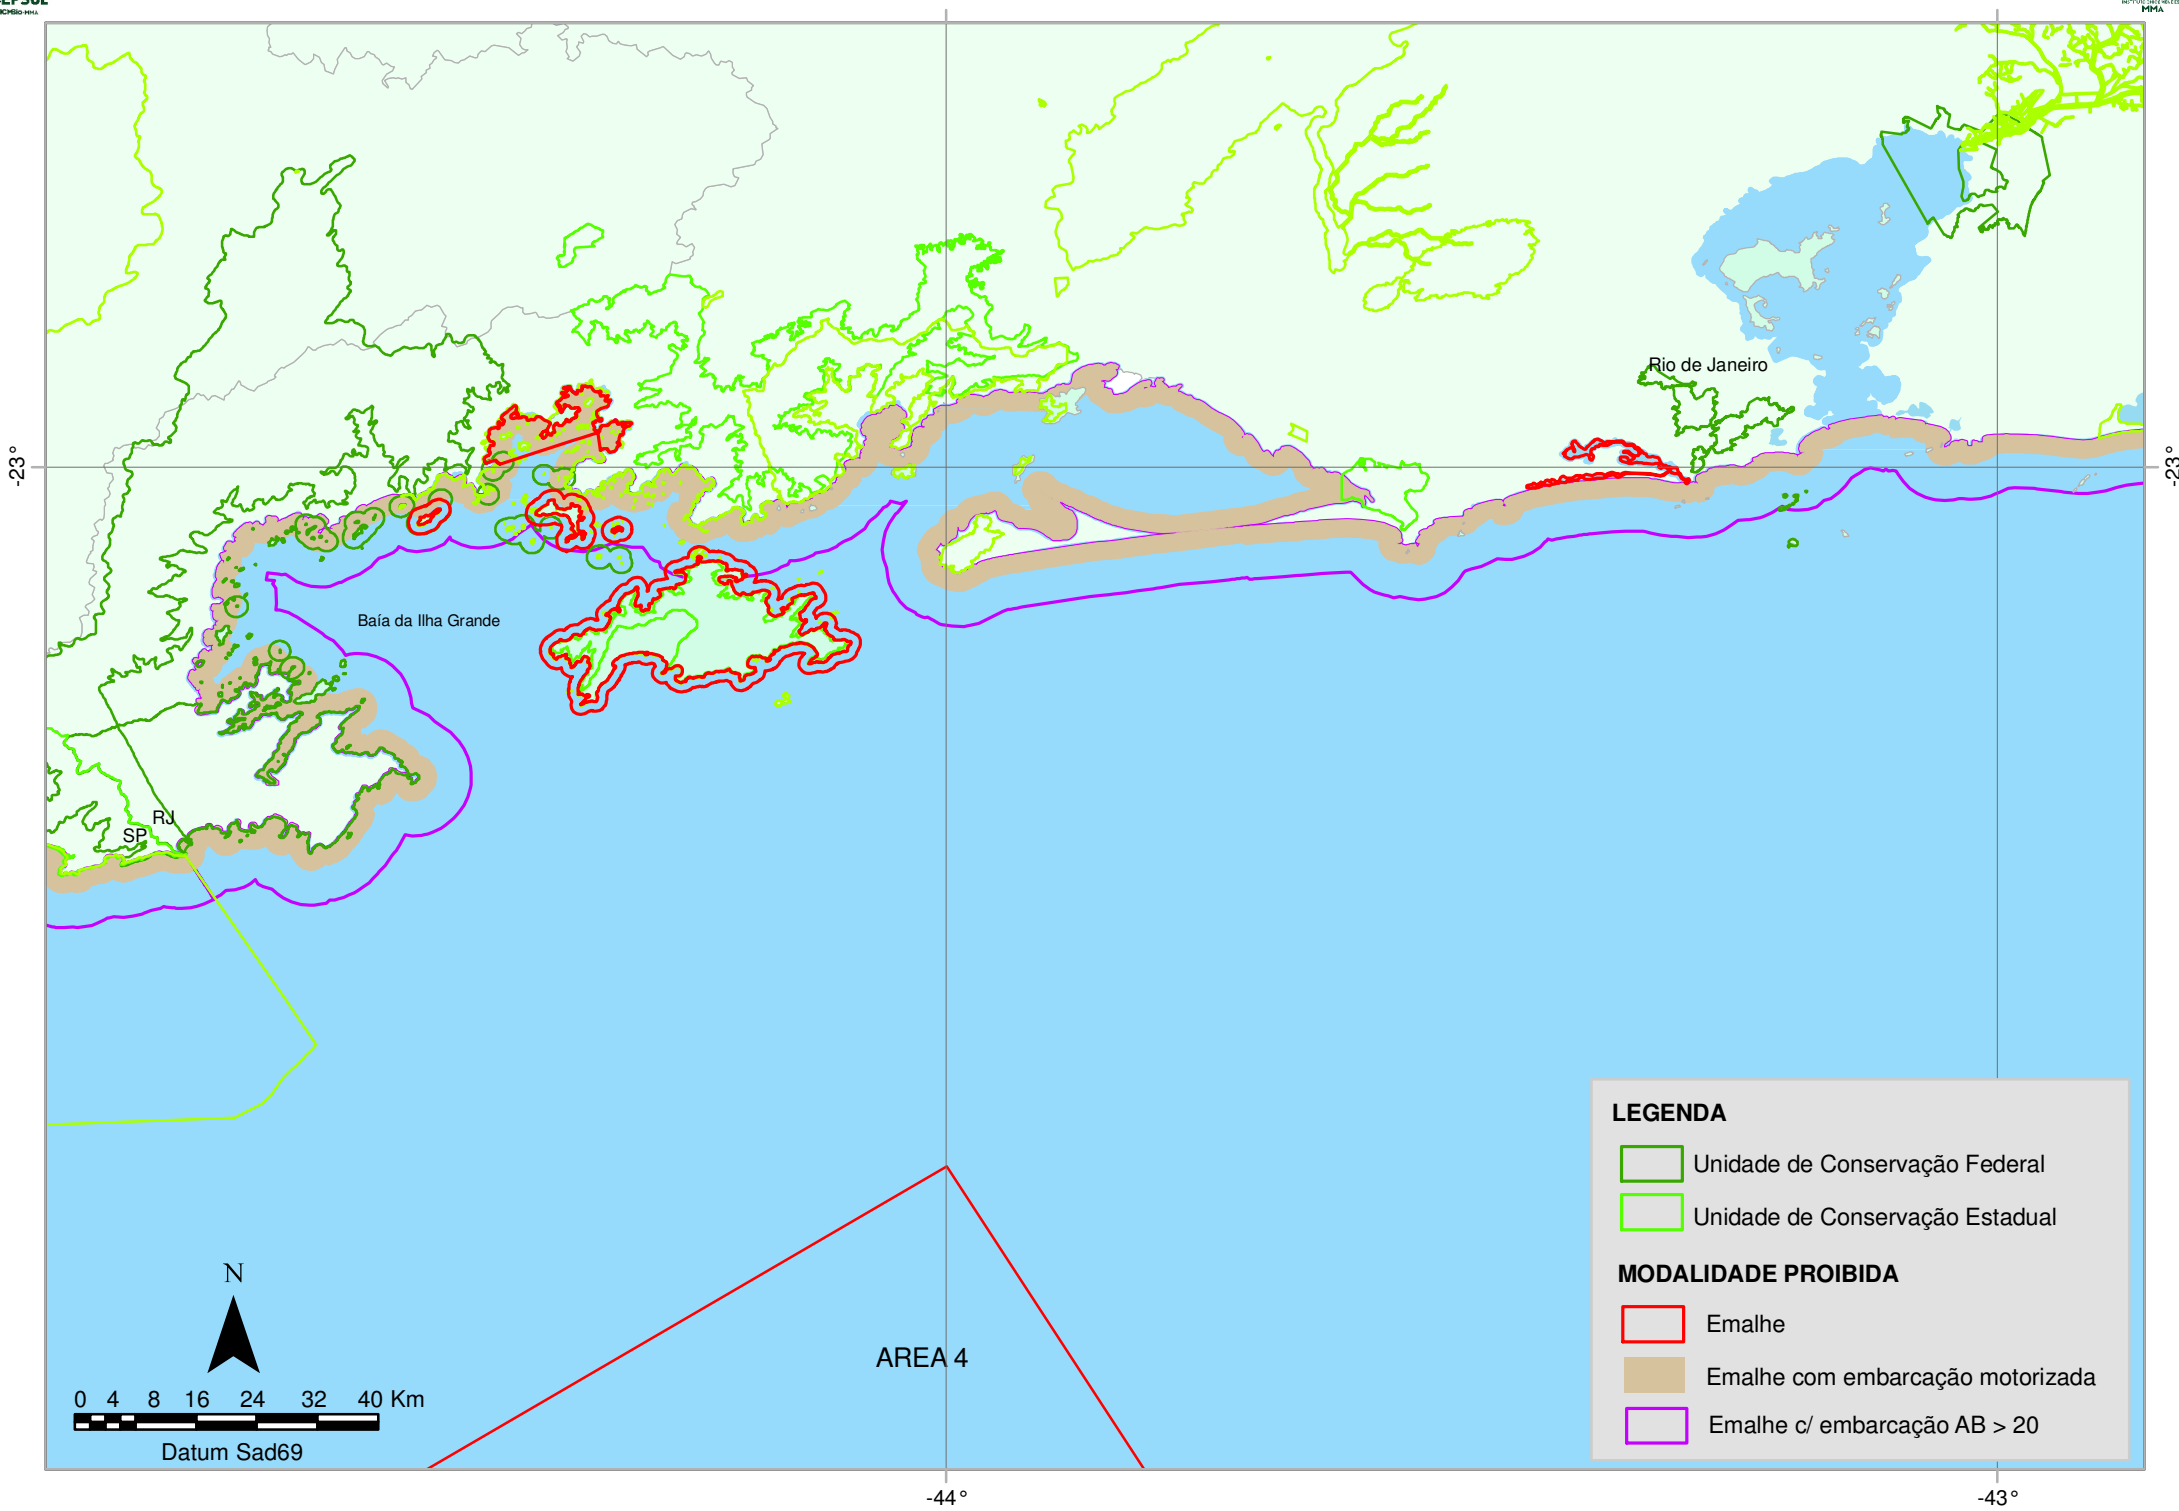 MMA
Rio de Janeiro
-23°
-23°
Baía da Ilha Grande
RJ
SP
LEGENDA
Unidade de Conservação Federal
Unidade de Conservação Estadual
MODALIDADE PROIBIDA
Emalhe
Emalhe com embarcação motorizada
Emalhe c/ embarcação AB > 20
N
AREA 4
0 4 8 16 24 32 40 Km
Datum Sad69
-44°
-43°